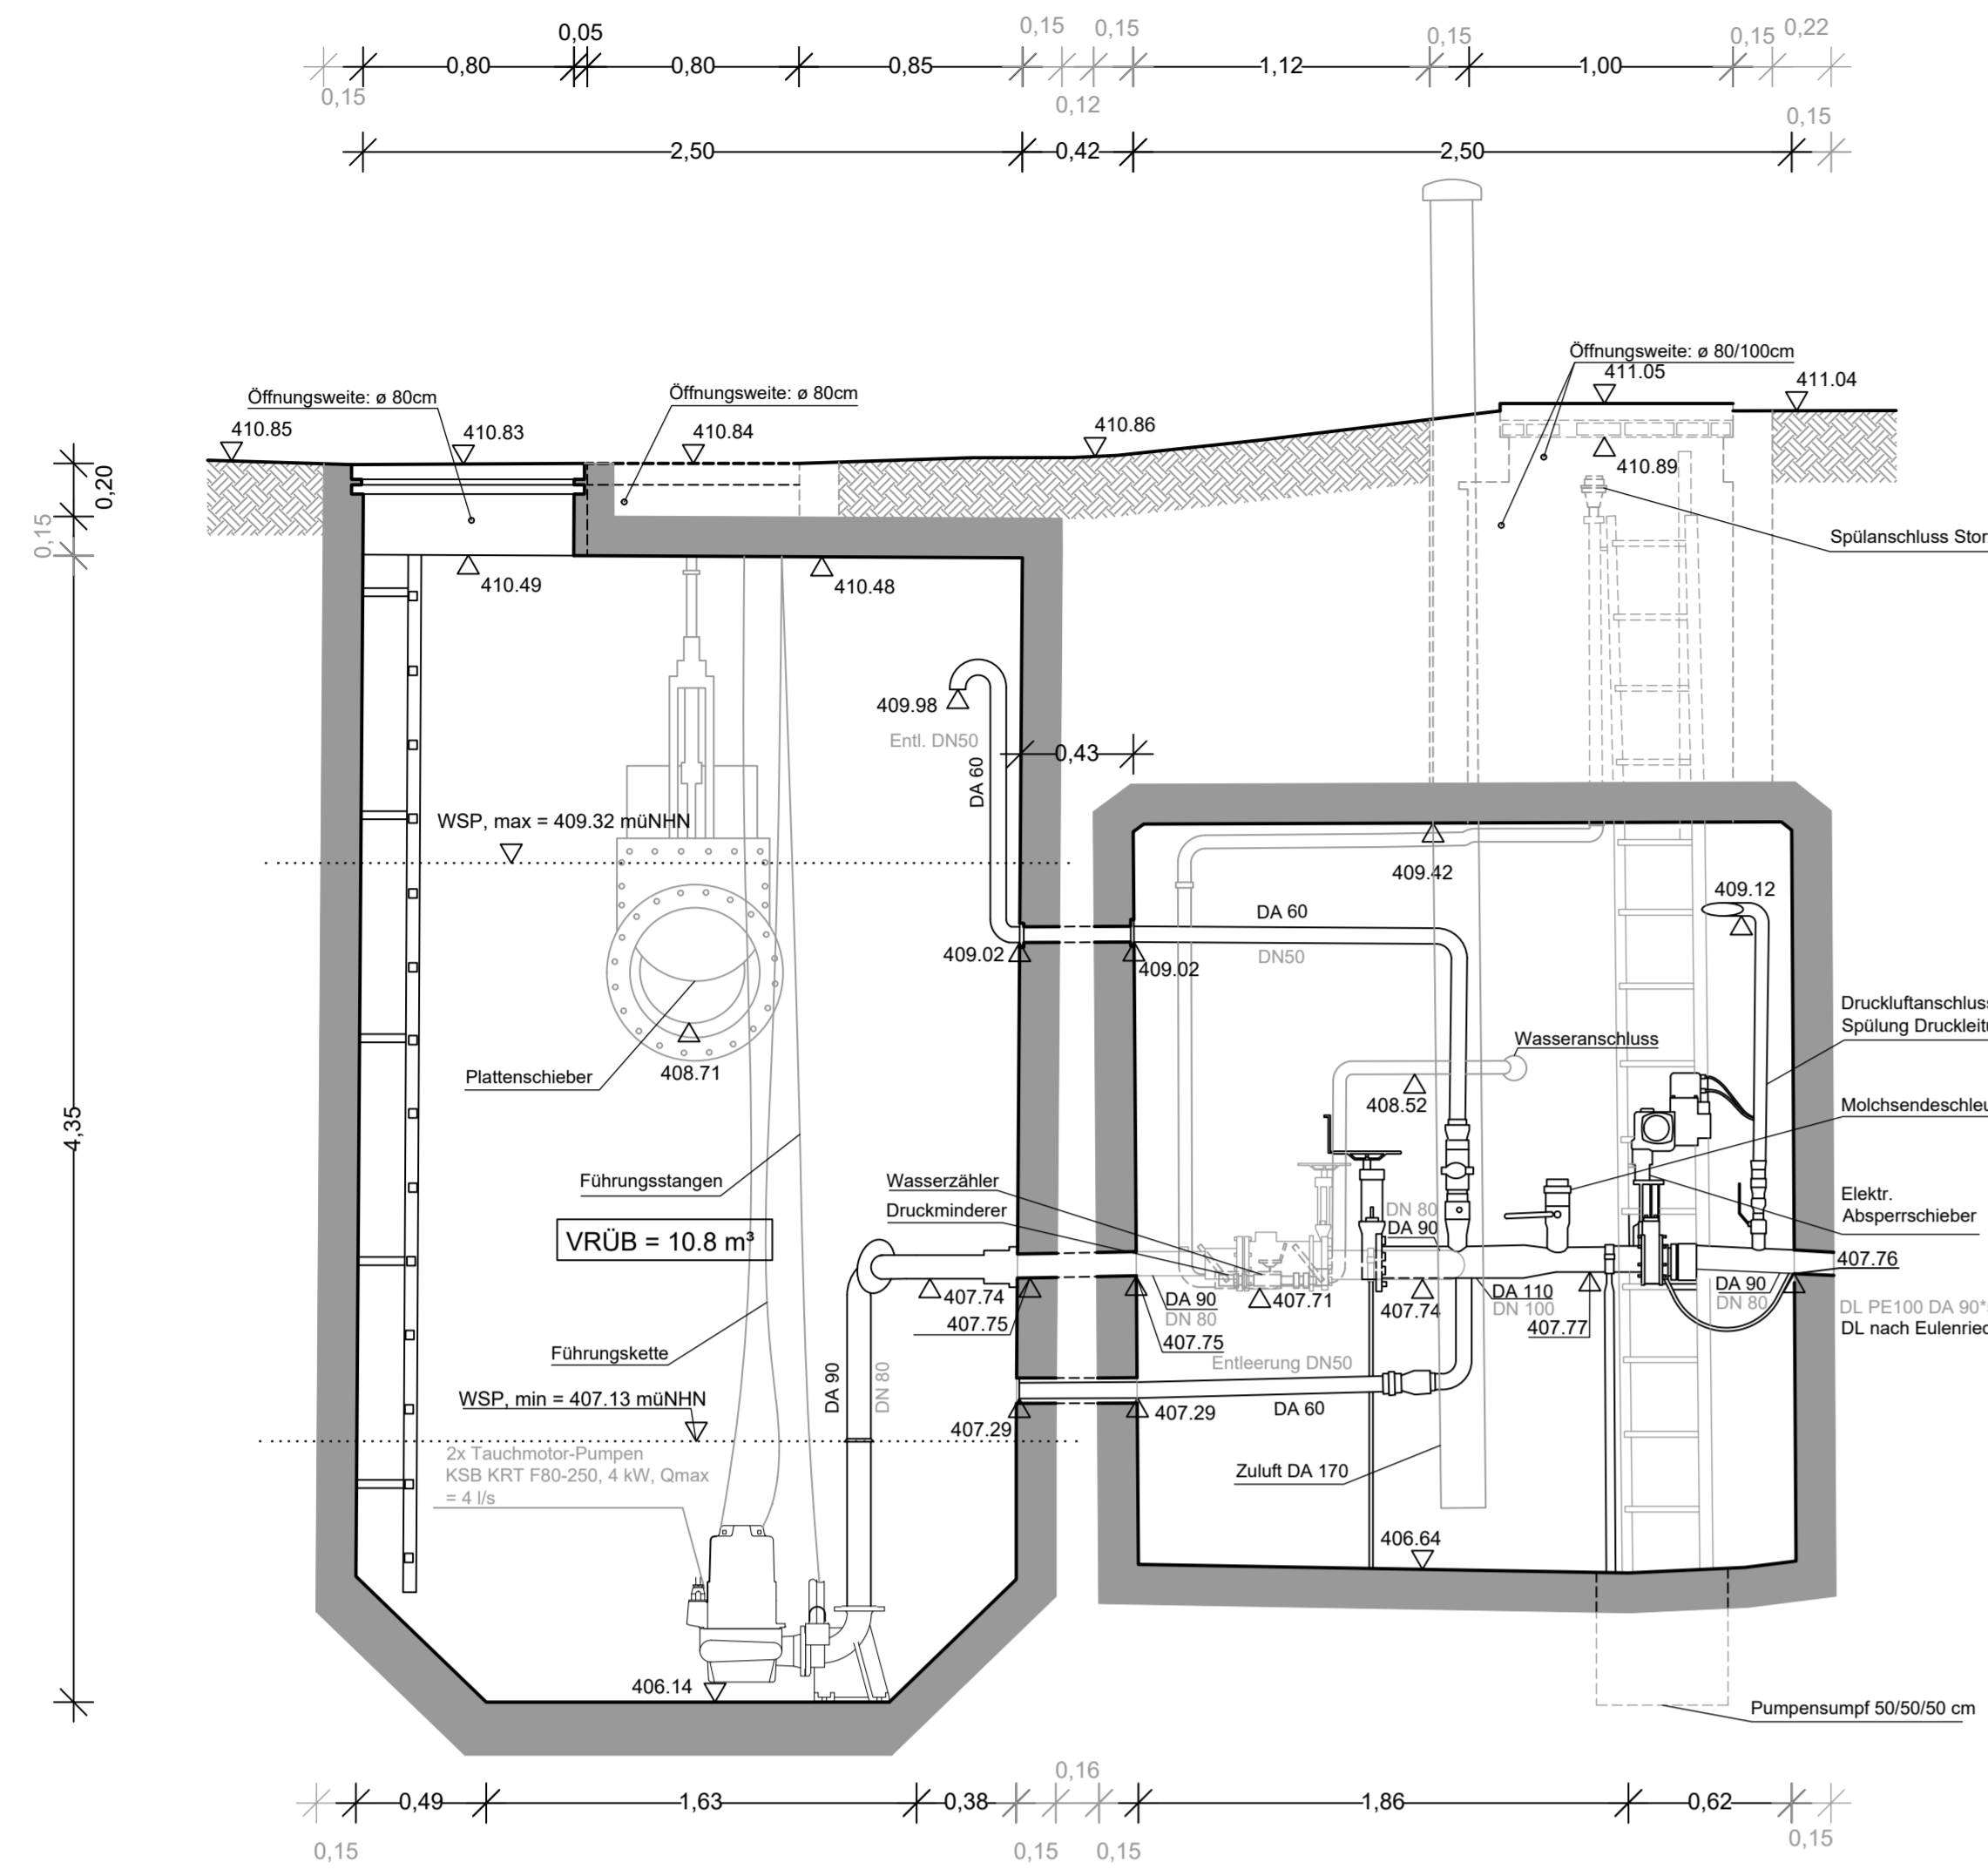 0,05
0,15
0,15
0,15
0,15
0,22
0,80
0,80
0,85
1,12
1,00
0,15
0,12
0,15
2,50
0,42
2,50
Öffnungsweite: ø 80/100cm
411.05
411.04
Öffnungsweite: ø 80cm
Öffnungsweite: ø 80cm
410.85
410.83
410.84
410.86
410.89
0,20
0,15
Spülanschluss Stor
410.49
410.48
409.98
Entl. DN50
DA 60
0,43
WSP, max = 409.32 müNHN
409.42
409.12
DA 60
DN50
409.02
409.02
Druckluftanschluss
Spülung Druckleitu
Wasseranschluss
408.71
Plattenschieber
408.52
Molchsendeschleu
4,35
Führungsstangen
Wasserzähler
Druckminderer
DN 80
DA 90
Elektr.
Absperrschieber
VRÜB = 10.8 m³
407.76
407.74
407.75
DA 90
DN 80
407.71
407.74
DA 110
DN 100
407.77
DA 90
DN 80
DL PE100 DA 90*
DL nach Eulenried
407.75
Führungskette
Entleerung DN50
DA 90
DN 80
WSP, min = 407.13 müNHN
407.29
407.29
DA 60
2x Tauchmotor-Pumpen
KSB KRT F80-250, 4 kW, Qmax
= 4 l/s
Zuluft DA 170
406.64
406.14
Pumpensumpf 50/50/50 cm
0,16
0,49
1,63
0,38
1,86
0,62
0,15
0,15
0,15
0,15